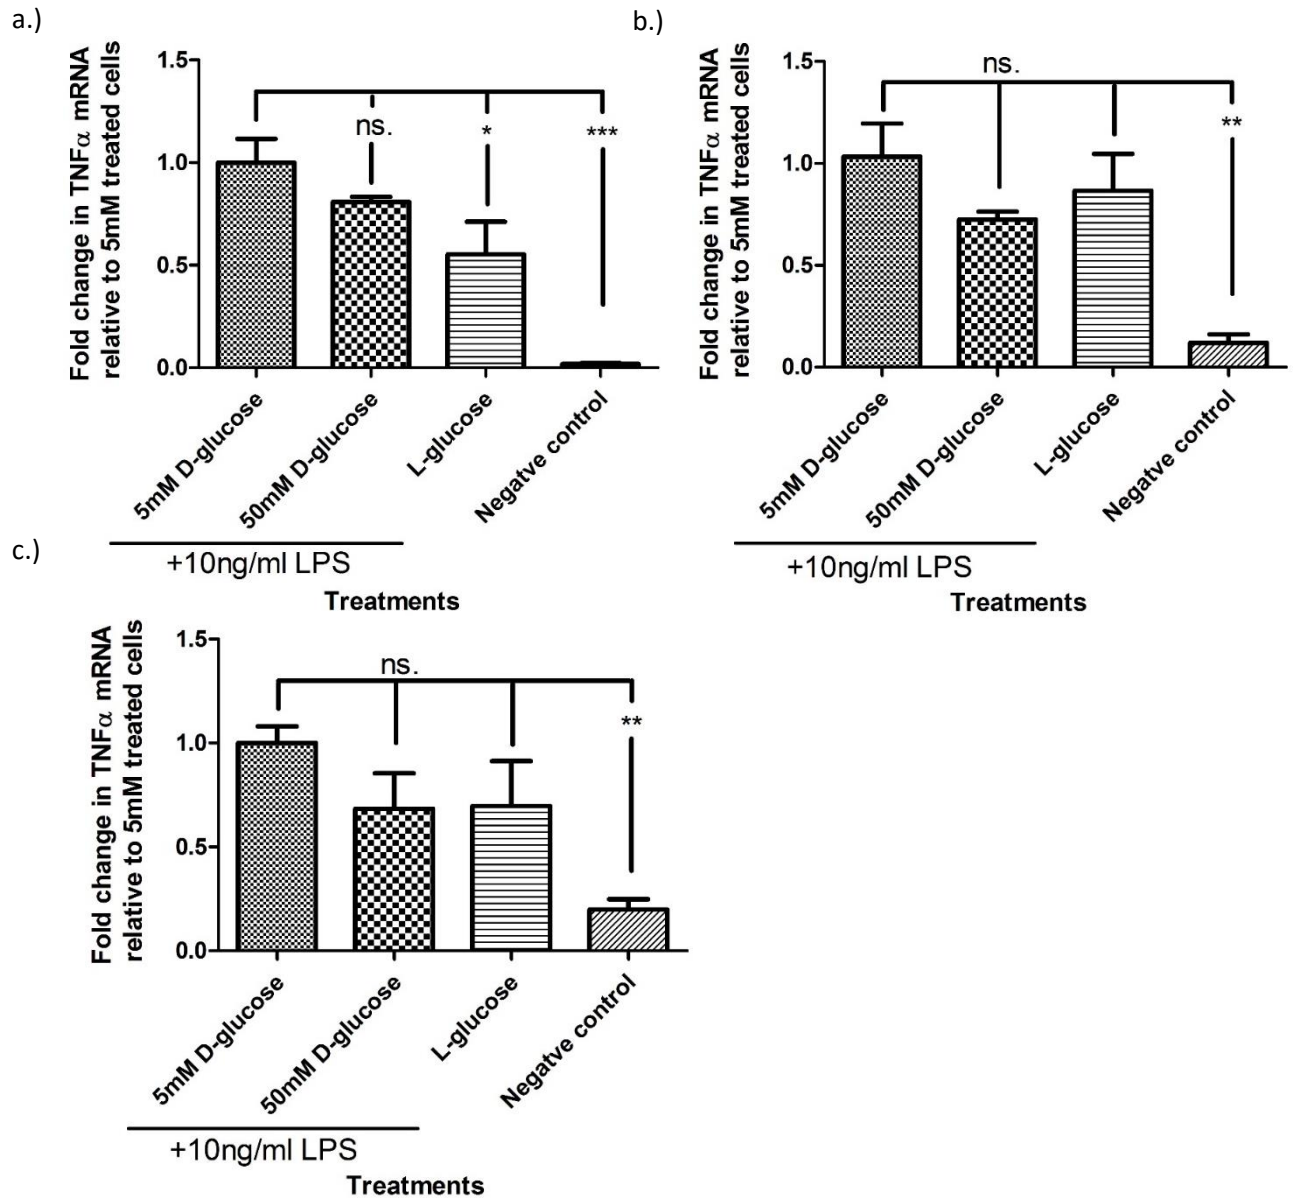 a.)
Fold change in TNFα mRNA
relative to 5mM treated cells
1.5
1.0
0.5
0.0
ns.
*
***
5mM D-glucose
50mM D-glucose
L-glucose
Negatve control
+10ng/ml LPS
Treatments
b.)
Fold change in TNFα mRNA
relative to 5mM treated cells
1.5
1.0
0.5
0.0
ns.
**
5mM D-glucose
50mM D-glucose
L-glucose
Negatve control
+10ng/ml LPS
Treatments
c.)
Fold change in TNFα mRNA
relative to 5mM treated cells
1.5
1.0
0.5
0.0
ns.
**
5mM D-glucose
50mM D-glucose
L-glucose
Negatve control
+10ng/ml LPS
Treatments